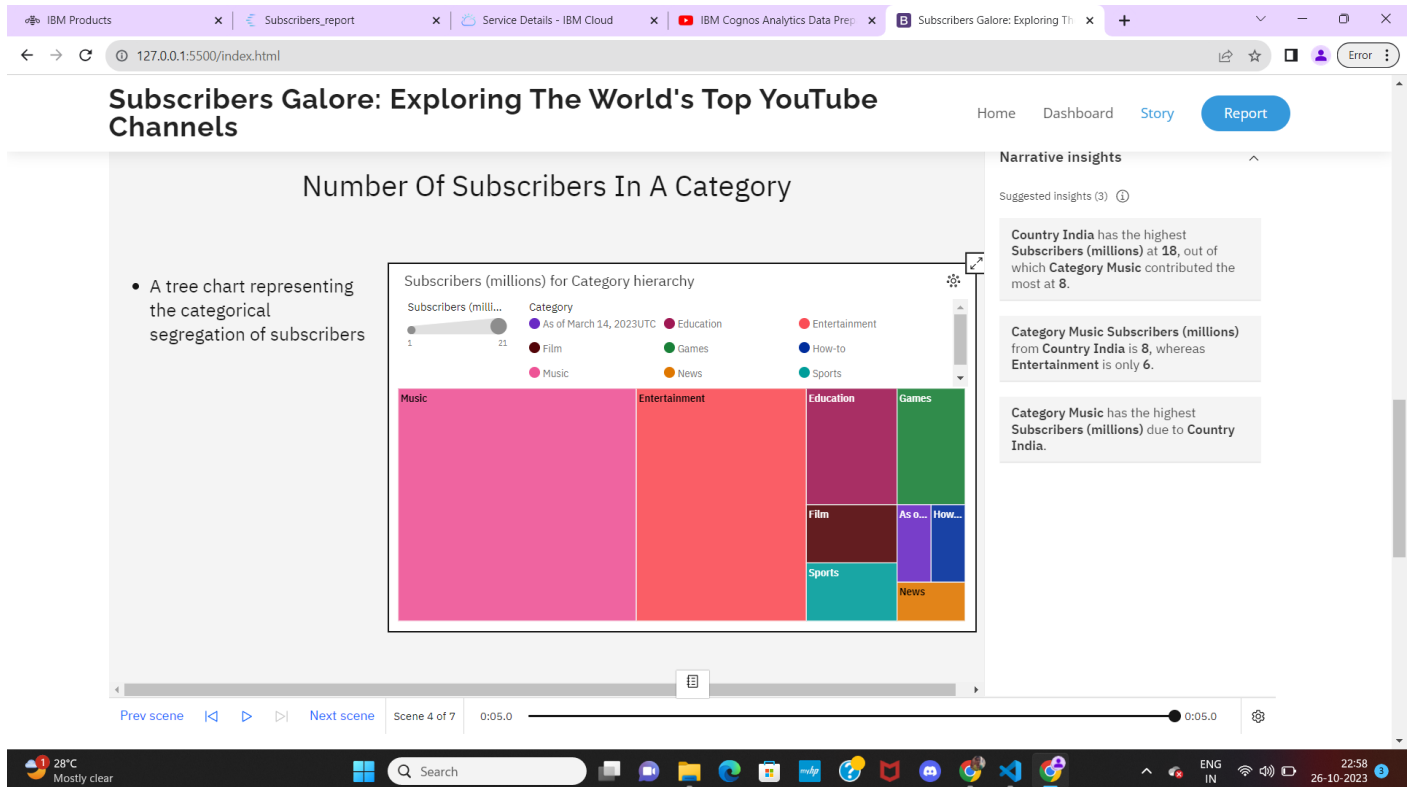 IBM Products
Subscribers_report
Service Details - IBM Cloud
IBM Cognos Analytics Data Prep
Subscribers Galore: Exploring Th
127.0.0.1:5500/index.html
Error
Subscribers Galore: Exploring The World's Top YouTube
Channels
Home Dashboard Story Report
Number Of Subscribers In A Category
• A tree chart representing
the categorical
segregation of subscribers
Subscribers (millions) for Category hierarchy
Subscribers (milli...
1 21
Category
As of March 14, 2023UTC Education Entertainment
Film Games How-to
Music News Sports
Music
Entertainment
Education
Games
Film
As o...
How...
Sports
News
Narrative insights
Suggested insights (3)
Country India has the highest
Subscribers (millions) at 18, out of
which Category Music contributed the
most at 8.
Category Music Subscribers (millions)
from Country India is 8, whereas
Entertainment is only 6.
Category Music has the highest
Subscribers (millions) due to Country
India.
Prev scene Next scene Scene 4 of 7 0:05.0 0:05.0
1
28°C
Mostly clear
Search
mhp
ENG
IN
22:58
26-10-2023
3